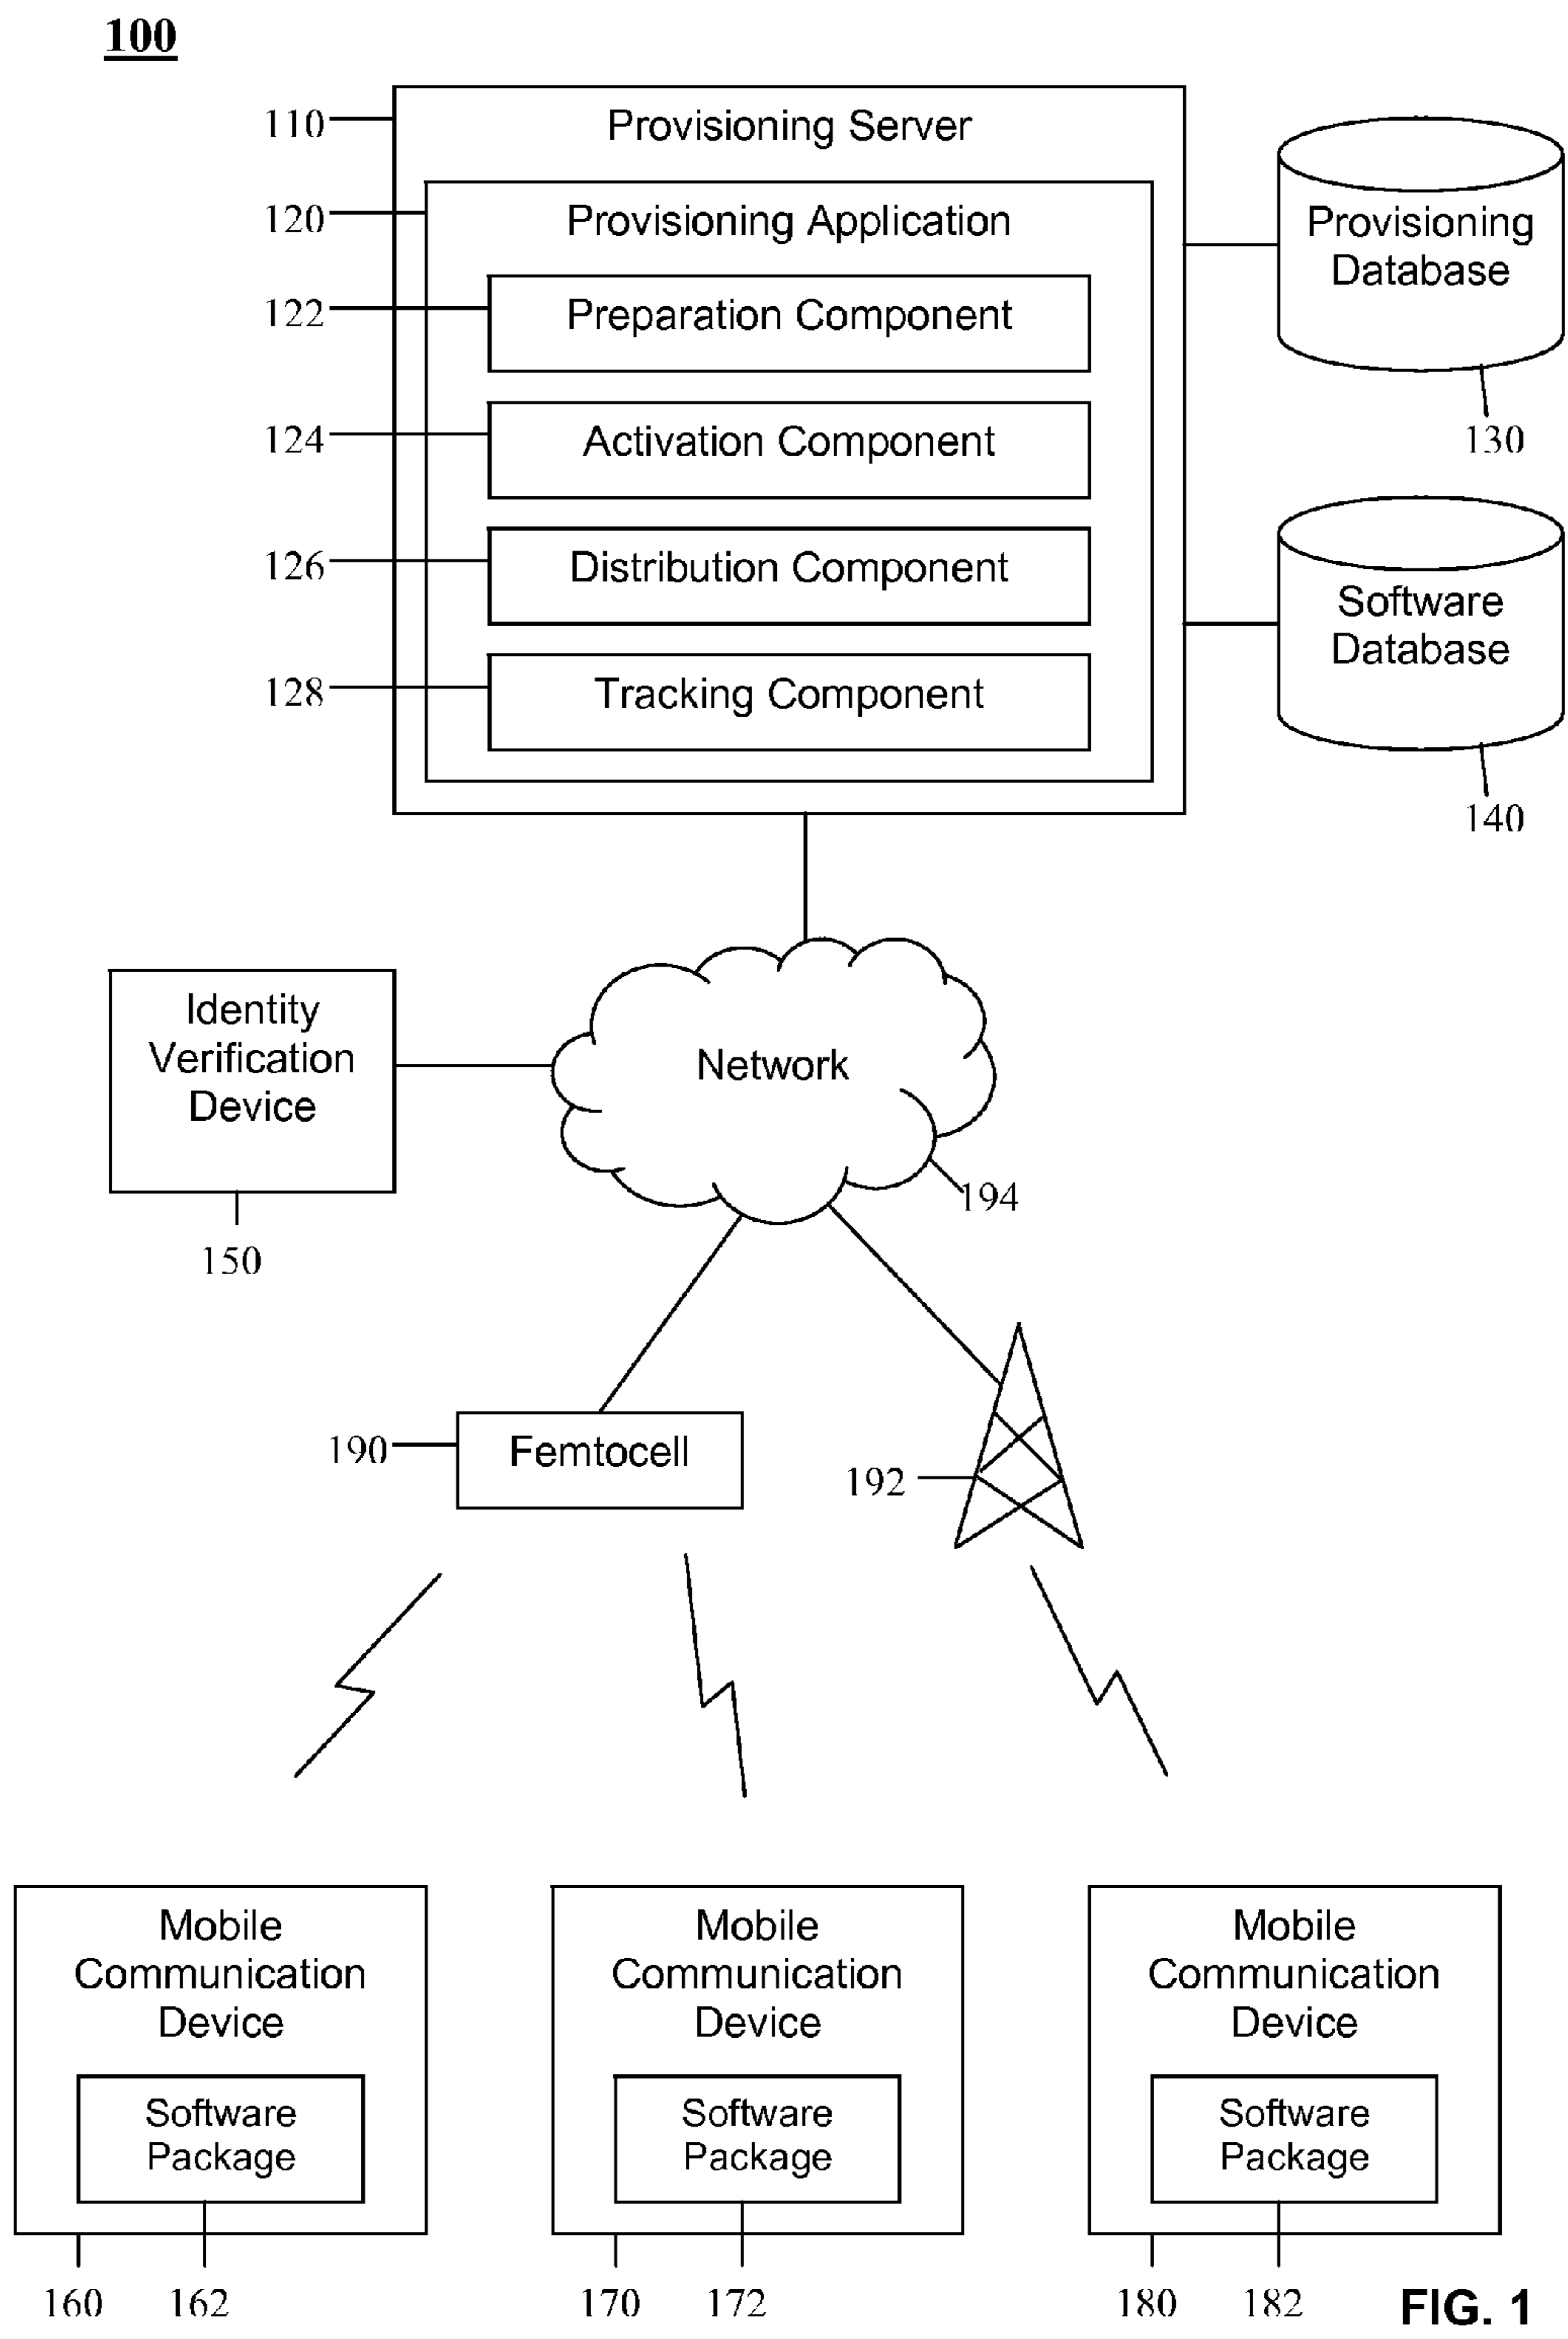 100
110
Provisioning Server
120
Provisioning Application
122
Preparation Component
124
Activation Component
126
Distribution Component
128
Tracking Component
Provisioning
Database
130
Software
Database
140
Identity
Verification
Device
150
Network
194
190
Femtocell
192
Mobile
Communication
Device
Software
Package
160
162
Mobile
Communication
Device
Software
Package
170
172
Mobile
Communication
Device
Software
Package
180
182
FIG. 1